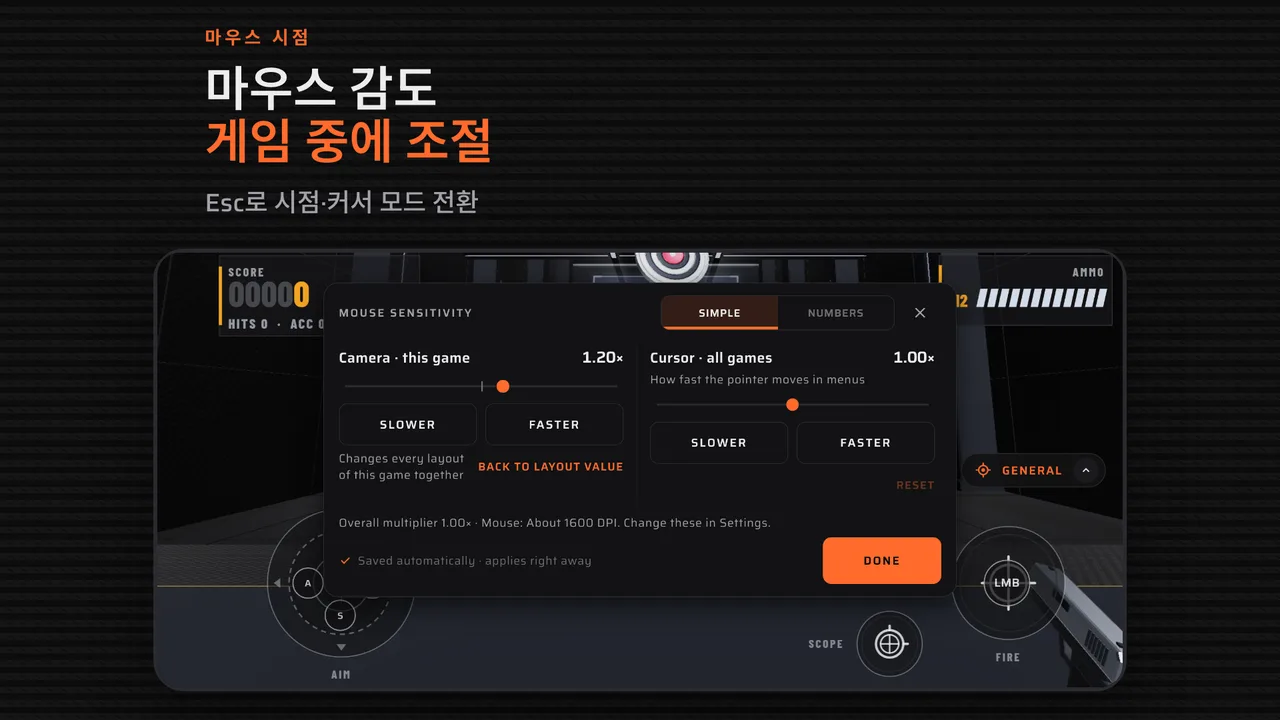 마우스 시점
마우스 감도
게임 중에 조절
Esc로 시점·커서 모드 전환
SCORE
00000
HITS 0 · ACC 0
AMMO
12
MOUSE SENSITIVITY
SIMPLE
NUMBERS
Camera · this game
1.20×
SLOWER
FASTER
Changes every layout
of this game together
BACK TO LAYOUT VALUE
Cursor · all games
1.00×
How fast the pointer moves in menus
SLOWER
FASTER
RESET
Overall multiplier 1.00× · Mouse: About 1600 DPI. Change these in Settings.
Saved automatically · applies right away
DONE
GENERAL
A
S
AIM
SCOPE
LMB
FIRE